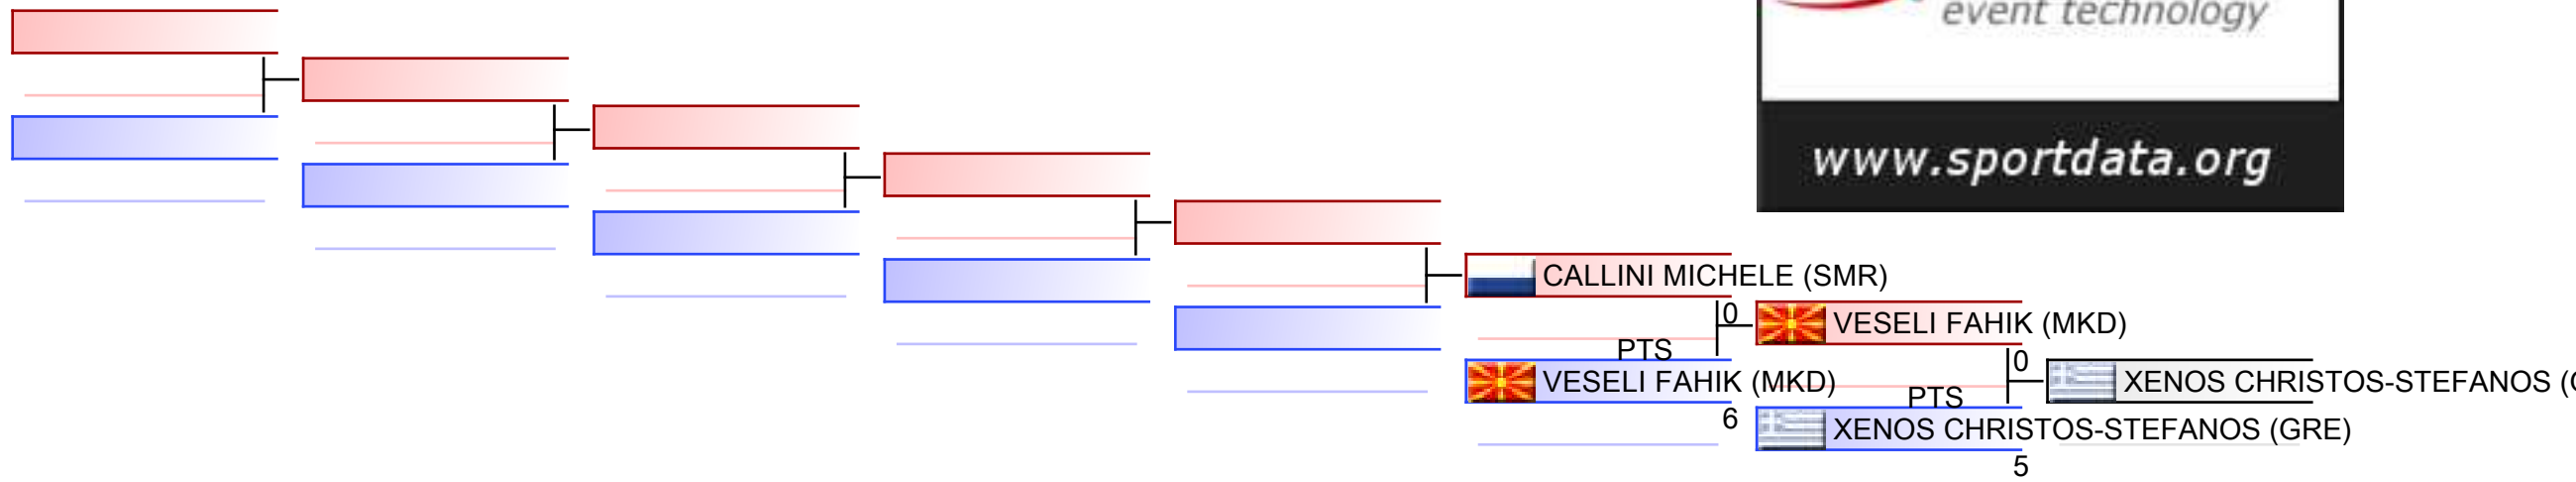 event technology
www.sportdata.org
CALLINI MICHELE (SMR)
0
VESELI FAHIK (MKD)
PTS
0
VESELI FAHIK (MKD)
XENOS CHRISTOS-STEFANOS (
PTS
6
XENOS CHRISTOS-STEFANOS (GRE)
5